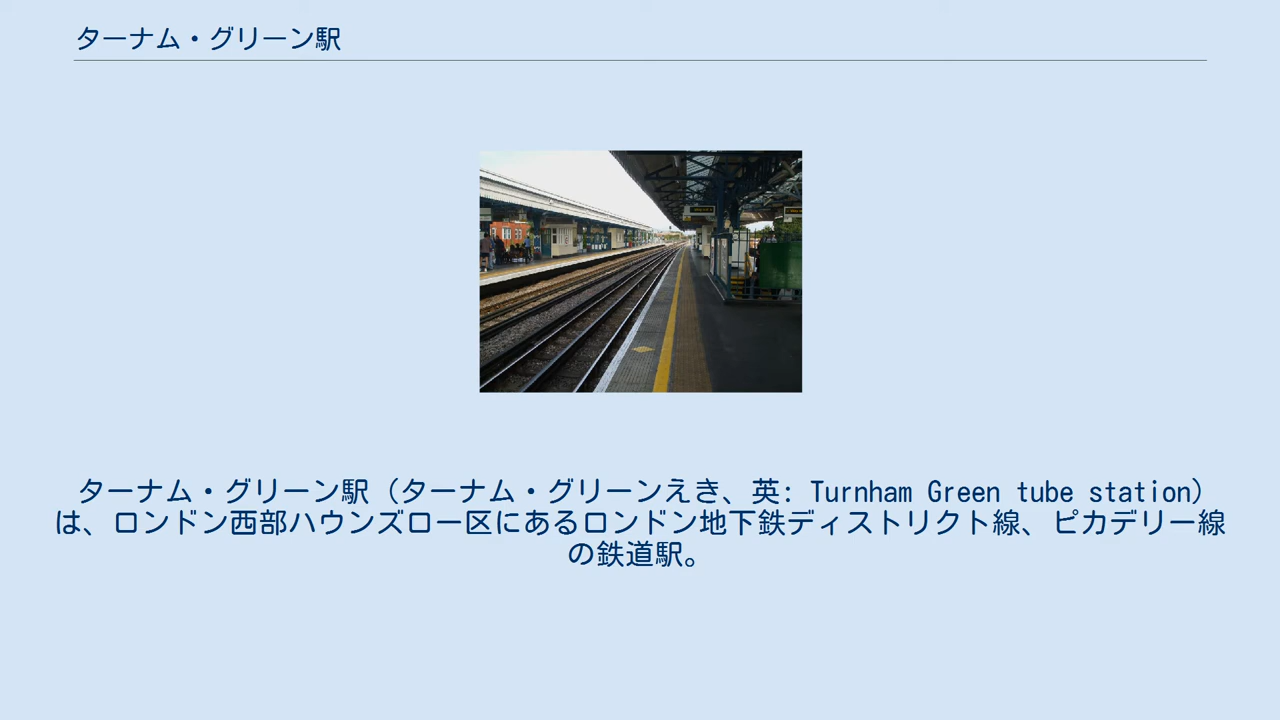 ターナム・グリーン駅
ターナム・グリーン駅（ターナム・グリーンえき、英: Turnham Green tube station）
は、ロンドン西部ハウンズロー区にあるロンドン地下鉄ディストリクト線、ピカデリー線
の鉄道駅。